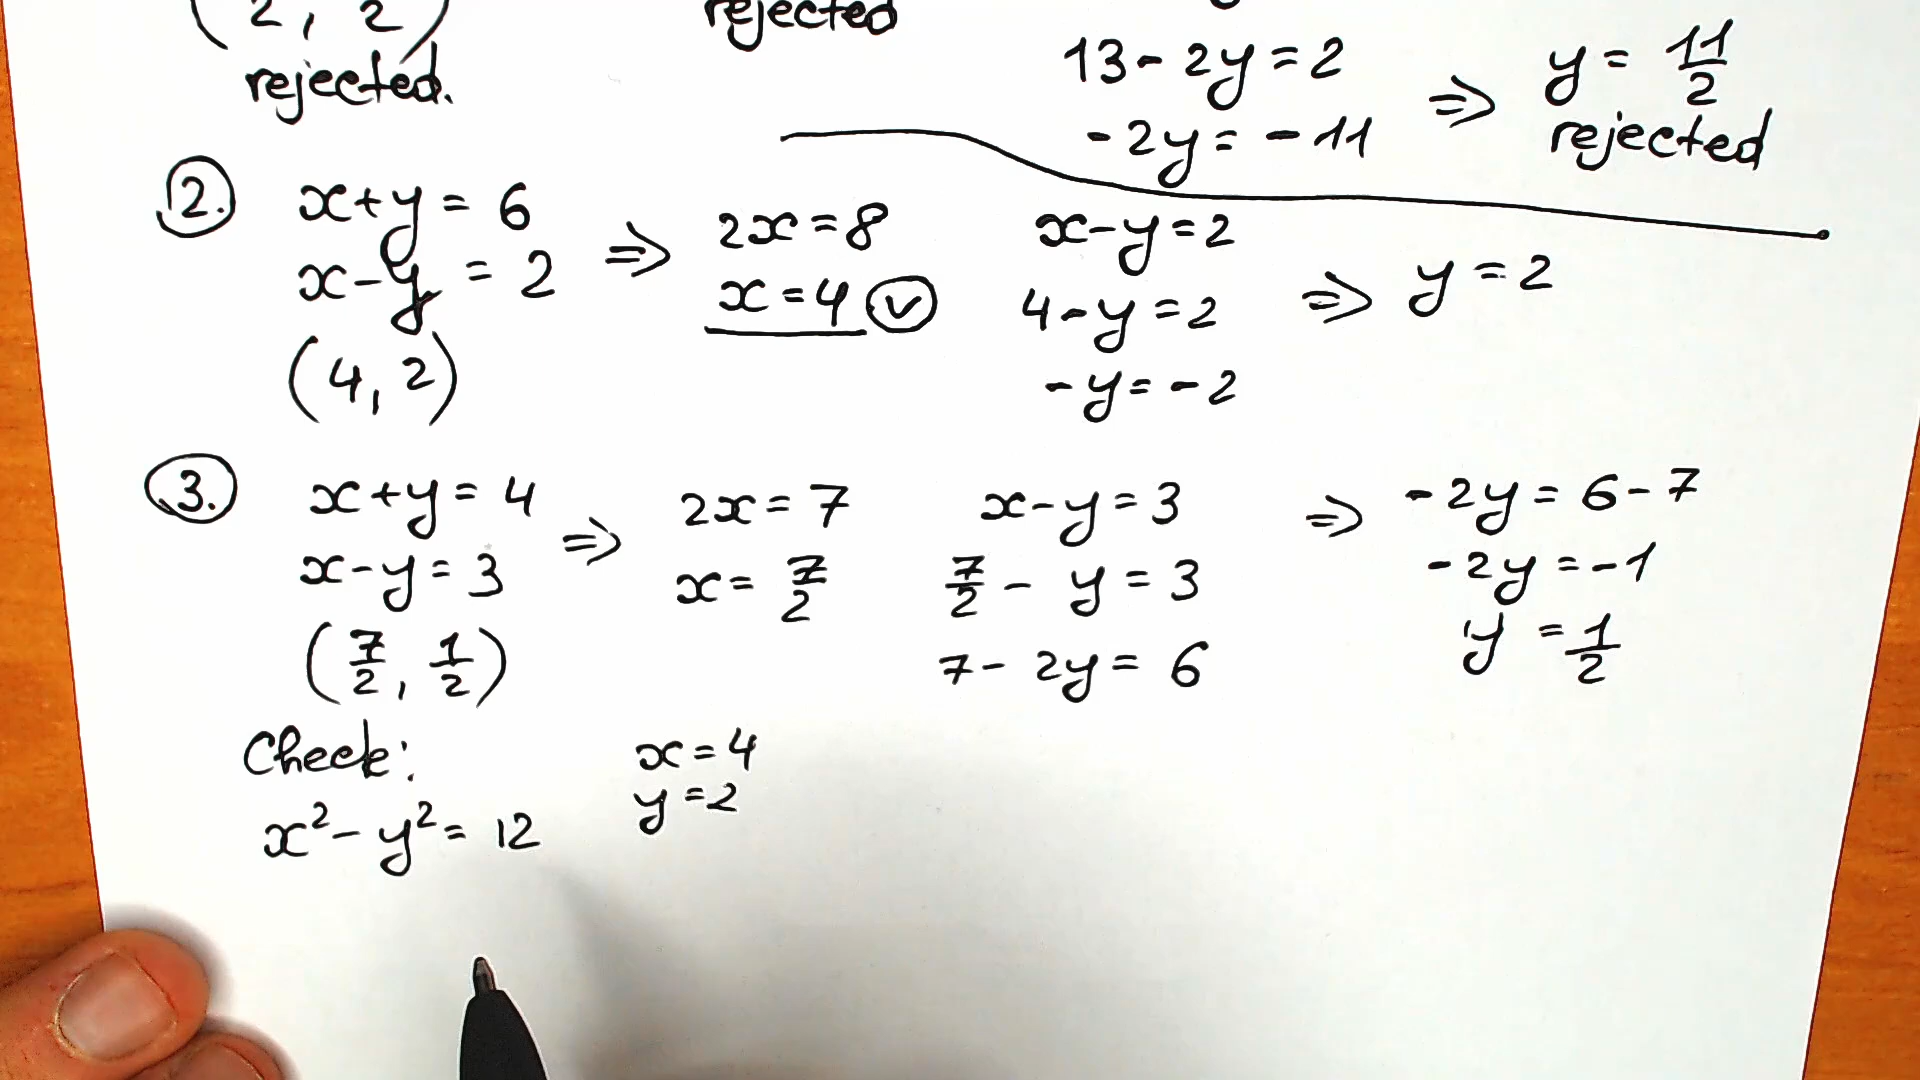 (2, 2)
rejected.
rejected
13 - 2y = 2
-2y = -11
⇒ y = 11/2
rejected
2.
x + y = 6
x - y = 2
(4, 2)
⇒ 2x = 8
x = 4 v
x - y = 2
4 - y = 2
-y = -2
⇒ y = 2
3.
x + y = 4
x - y = 3
(7/2, 1/2)
⇒ 2x = 7
x = 7/2
x - y = 3
7/2 - y = 3
7 - 2y = 6
⇒ -2y = 6 - 7
-2y = -1
y = 1/2
Check:
x² - y² = 12
x = 4
y = 2